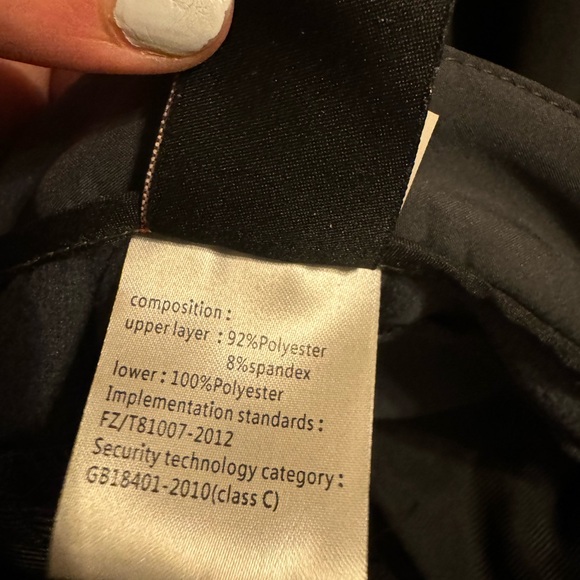 composition :
upper layer : 92%Polyester
8%spandex
lower : 100%Polyester
Implementation standards :
FZ/T81007-2012
Security technology category :
GB18401-2010(class C)